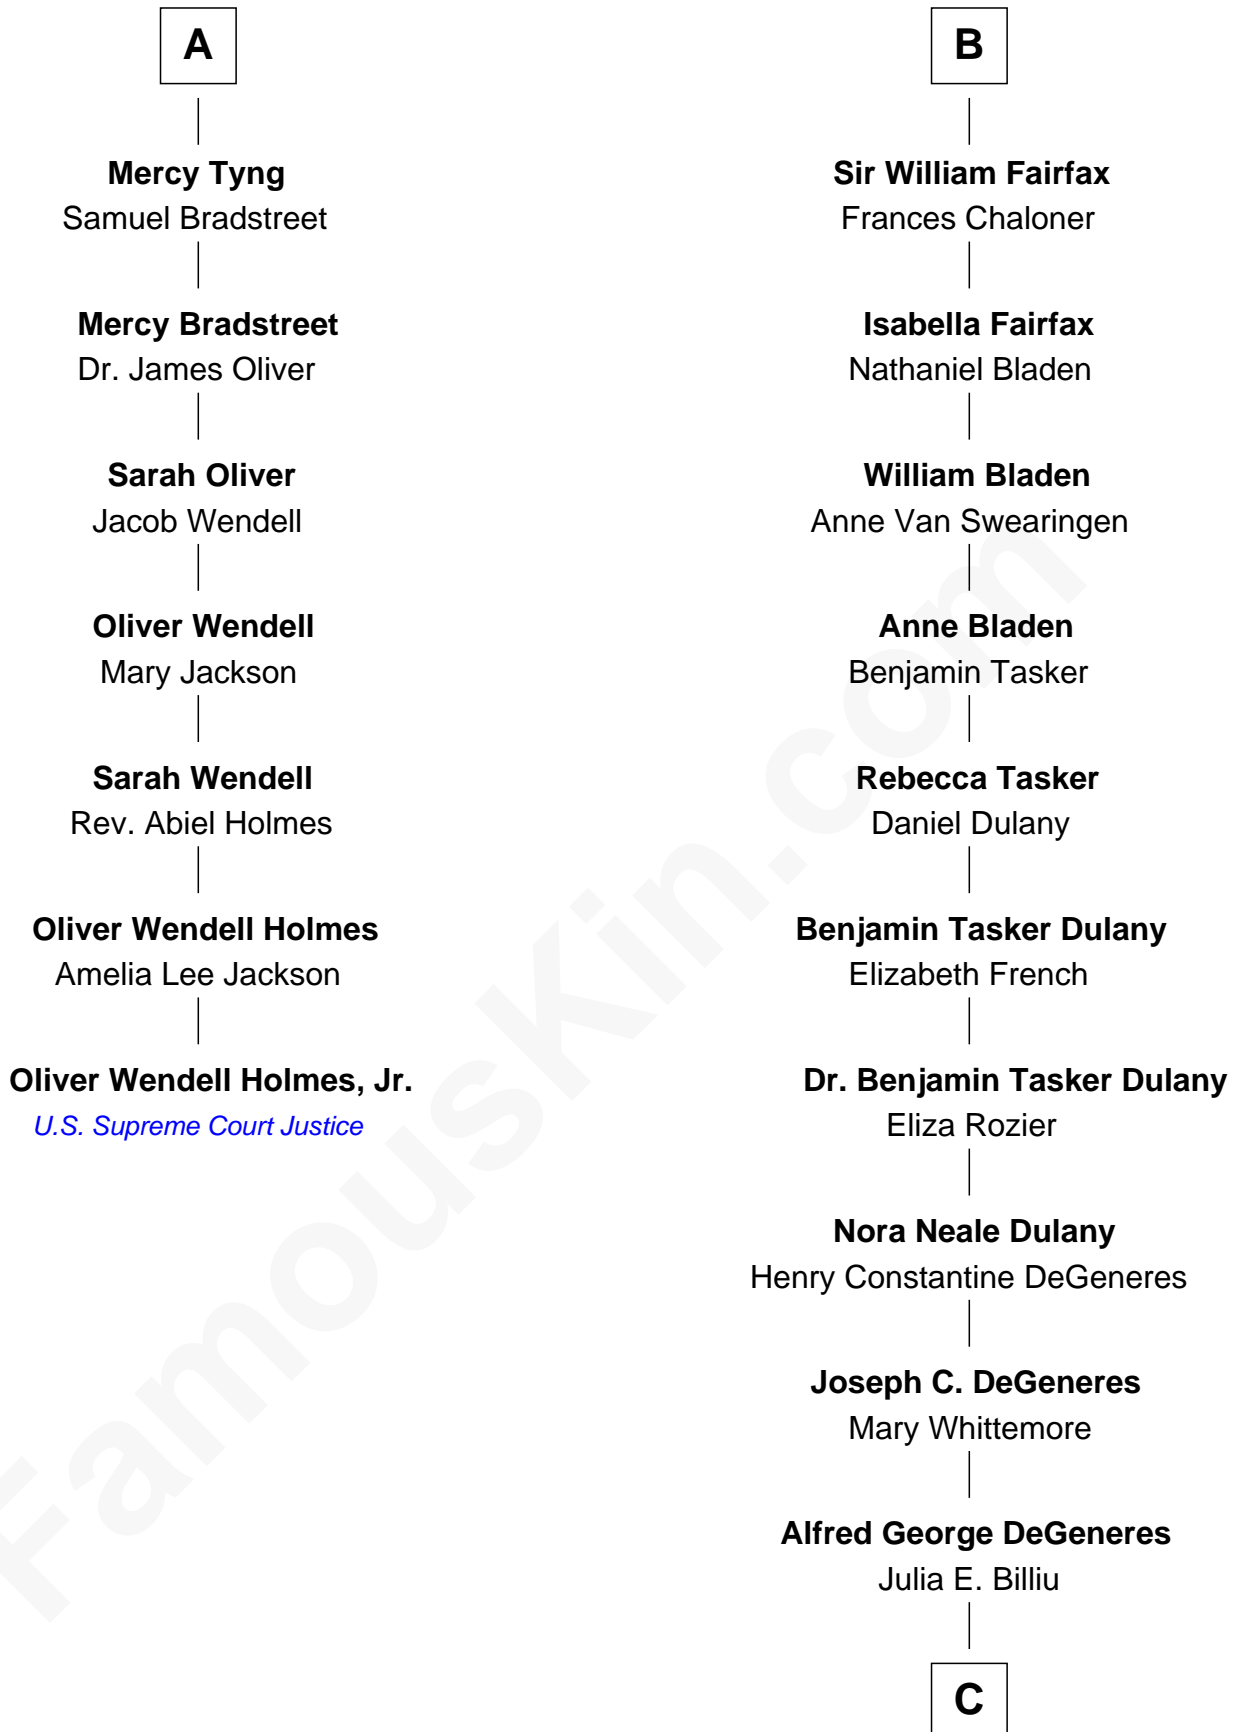 A
Mercy Tyng
Samuel Bradstreet
Mercy Bradstreet
Dr. James Oliver
Sarah Oliver
Jacob Wendell
Oliver Wendell
Mary Jackson
Sarah Wendell
Rev. Abiel Holmes
Oliver Wendell Holmes
Amelia Lee Jackson
Oliver Wendell Holmes, Jr.
U.S. Supreme Court Justice
B
Sir William Fairfax
Frances Chaloner
Isabella Fairfax
Nathaniel Bladen
William Bladen
Anne Van Swearingen
Anne Bladen
Benjamin Tasker
Rebecca Tasker
Daniel Dulany
Benjamin Tasker Dulany
Elizabeth French
Dr. Benjamin Tasker Dulany
Eliza Rozier
Nora Neale Dulany
Henry Constantine DeGeneres
Joseph C. DeGeneres
Mary Whittemore
Alfred George DeGeneres
Julia E. Billiu
C
FamousKin.com